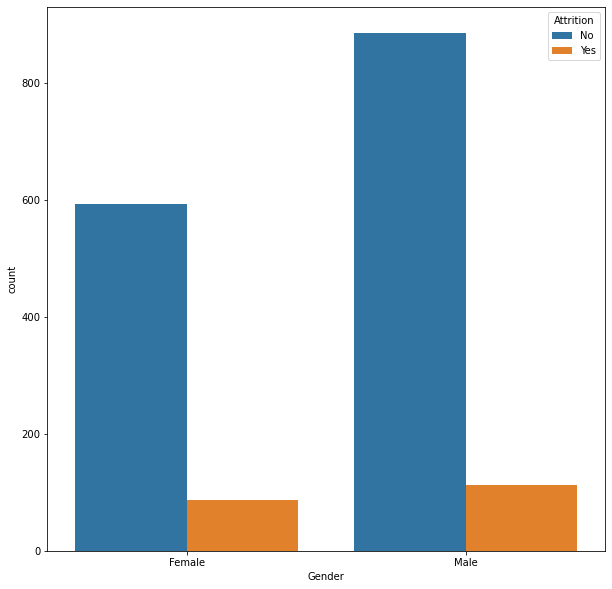 Attrition
No
Yes
800
600
400
200
0
count
Female
Male
Gender